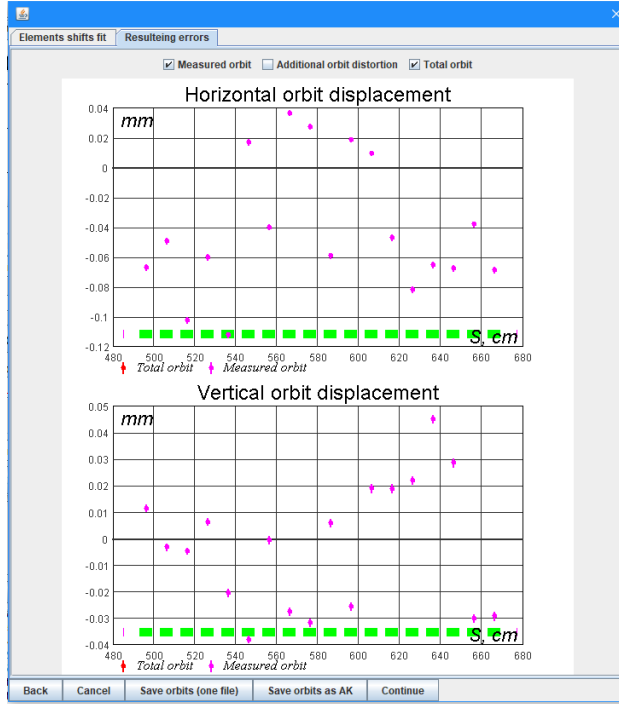 Elements shifts fit Resulteing errors
Measured orbit Additional orbit distortion Total orbit
Horizontal orbit displacement
mm
0.04
0.02
0
-0.02
-0.04
-0.06
-0.08
-0.1
-0.12
S, cm
480 500 520 540 560 580 600 620 640 660 680
Total orbit Measured orbit
Vertical orbit displacement
mm
0.05
0.04
0.03
0.02
0.01
0
-0.01
-0.02
-0.03
-0.04
S, cm
480 500 520 540 560 580 600 620 640 660 680
Total orbit Measured orbit
Back Cancel Save orbits (one file) Save orbits as AK Continue